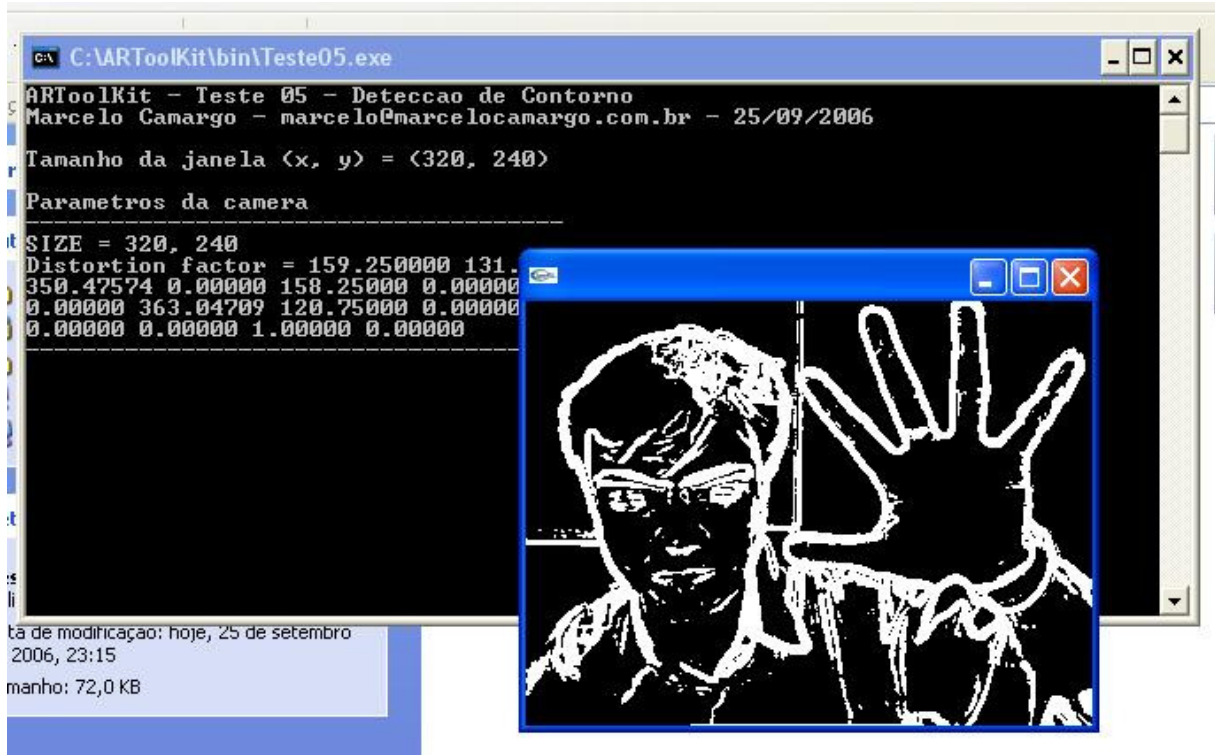 C:\ARToolKit\bin\Teste05.exe
ARToolKit - Teste 05 - Deteccao de Contorno
Marcelo Camargo - marcelo@marcelocamargo.com.br - 25/09/2006
Tamanho da janela (x, y) = (320, 240)
Parametros da camera
SIZE = 320, 240
Distortion factor = 159.250000 131.
350.47574 0.00000 158.25000 0.00000
0.00000 363.04709 120.75000 0.00000
0.00000 0.00000 1.00000 0.00000
ta de modificação: hoje, 25 de setembro
2006, 23:15
manho: 72,0 KB